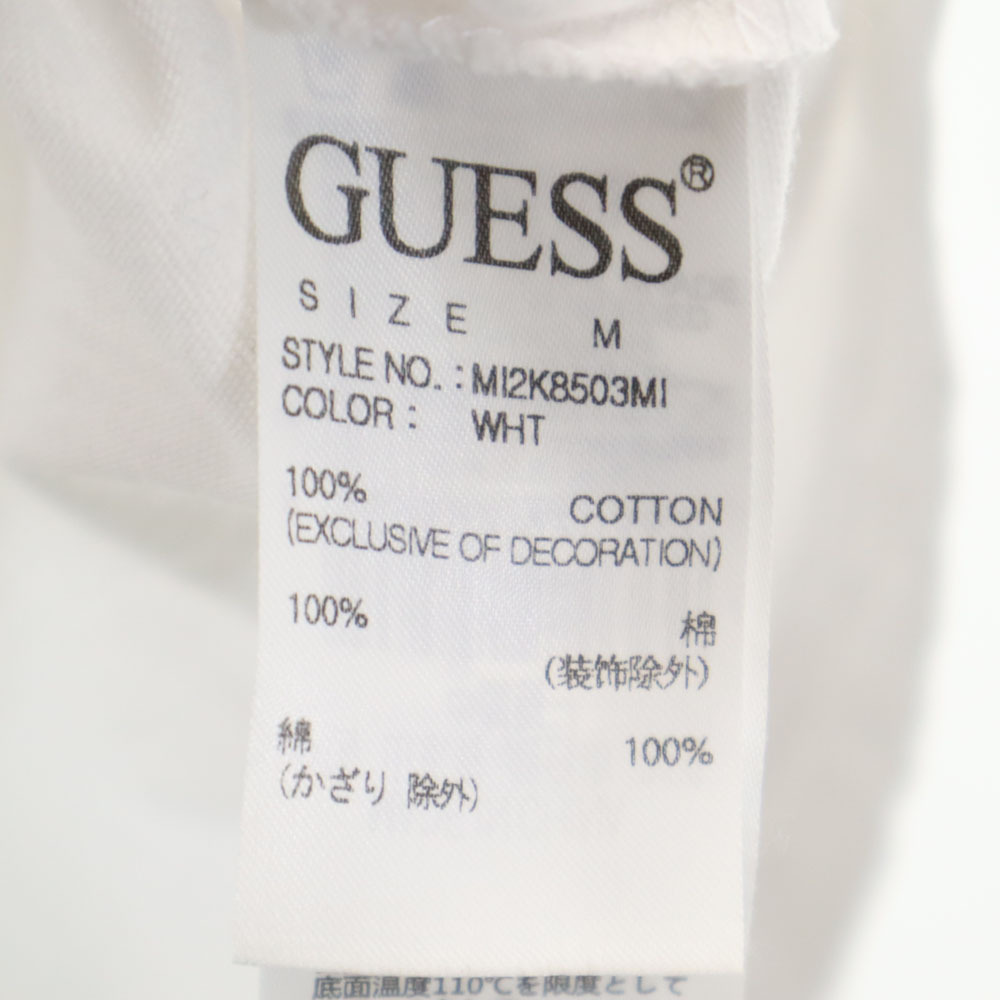 GUESS®
SIZE M
STYLE NO. : MI2K8503MI
COLOR : WHT
100% COTTON
(EXCLUSIVE OF DECORATION)
100% 棉
(装饰除外)
綿 100%
(かざり 除外)
底面温度110℃を限度として